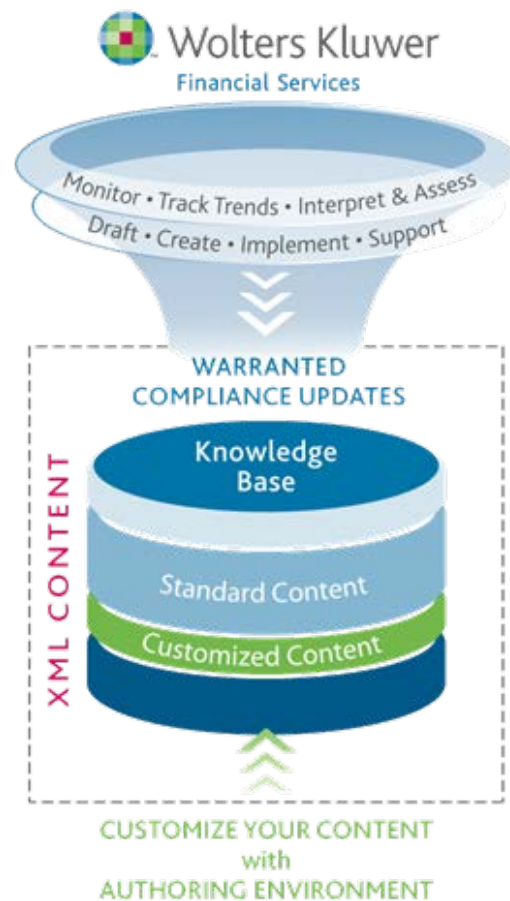 Wolters Kluwer
Financial Services
Monitor • Track Trends • Interpret & Assess
Draft • Create • Implement • Support
WARRANTED
COMPLIANCE UPDATES
Knowledge
Base
XML CONTENT
Standard Content
Customized Content
CUSTOMIZE YOUR CONTENT
with
AUTHORING ENVIRONMENT